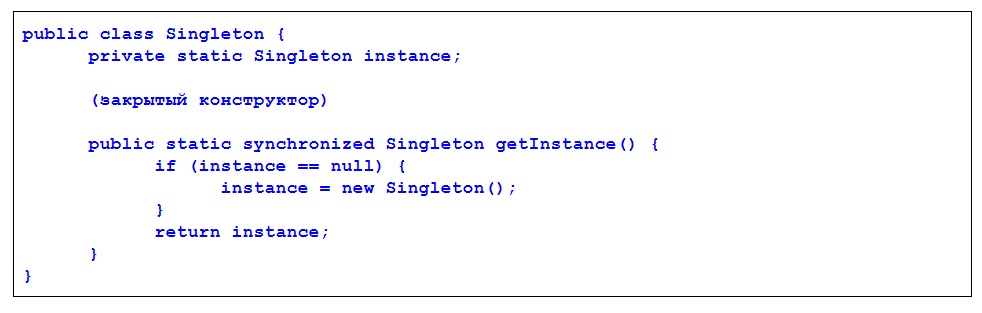 public class Singleton {
private static Singleton instance;
(закрытый конструктор)
public static synchronized Singleton getInstance() {
if (instance == null) {
instance = new Singleton();
}
return instance;
}
}